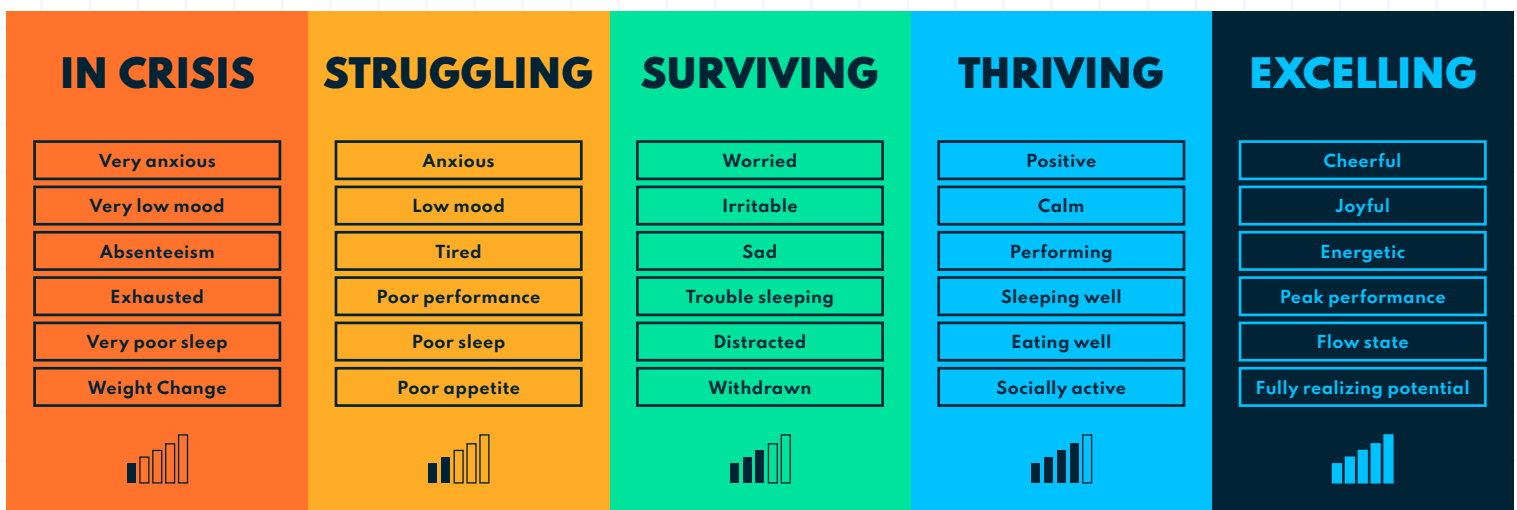 IN CRISIS
Very anxious
Very low mood
Absenteeism
Exhausted
Very poor sleep
Weight Change
STRUGGLING
Anxious
Low mood
Tired
Poor performance
Poor sleep
Poor appetite
SURVIVING
Worried
Irritable
Sad
Trouble sleeping
Distracted
Withdrawn
THRIVING
Positive
Calm
Performing
Sleeping well
Eating well
Socially active
EXCELLING
Cheerful
Joyful
Energetic
Peak performance
Flow state
Fully realizing potential